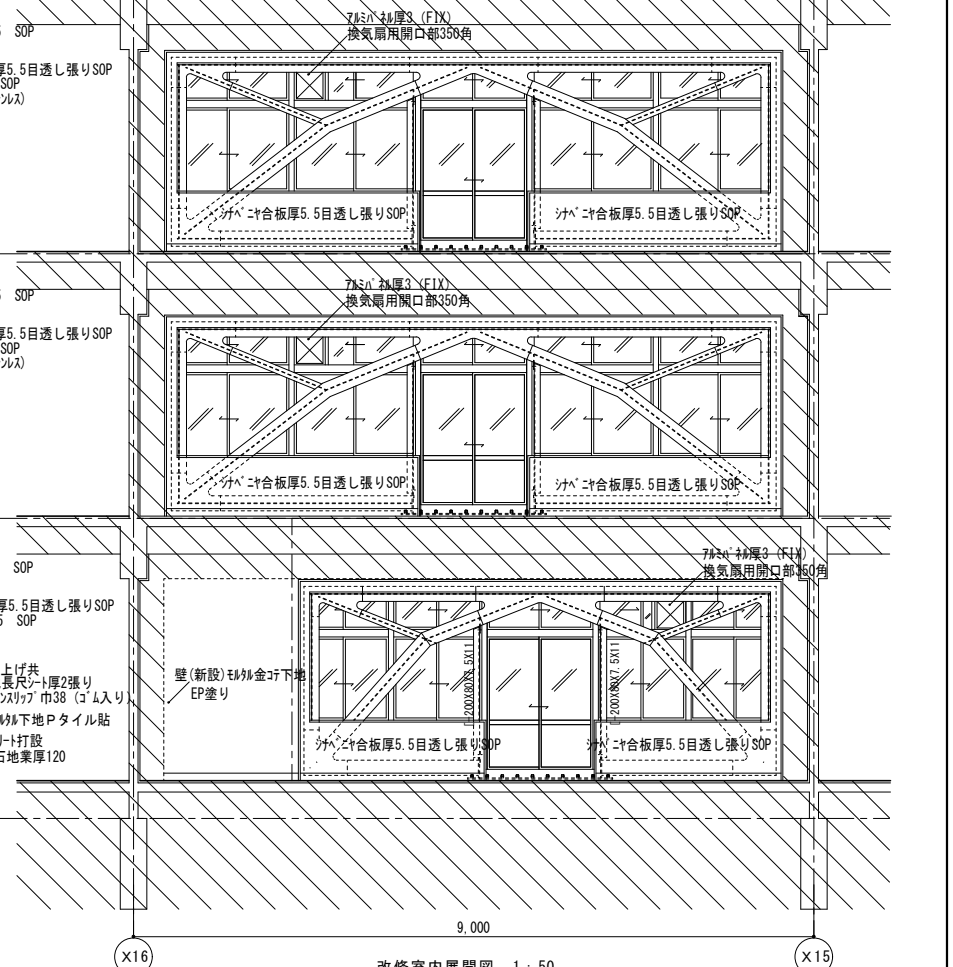 SOP
厚5.5目透し張りSOP
SOP
ンレス)
アルミパネル厚3 (FIX)
換気扇用開口部350角
シナベニヤ合板厚5.5目透し張りSOP
シナベニヤ合板厚5.5目透し張りSOP
SOP
厚5.5目透し張りSOP
SOP
ンレス)
アルミパネル厚3 (FIX)
換気扇用開口部350角
シナベニヤ合板厚5.5目透し張りSOP
シナベニヤ合板厚5.5目透し張りSOP
SOP
厚5.5目透し張りSOP
5 SOP
アルミパネル厚3 (FIX)
換気扇用開口部350角
上げ共
長尺シート厚2張り
ンスリップ巾38 (ゴム入り)
モルタル下地Pタイル貼
リート打設
石地業厚120
壁(新設)モルタル金コテ下地
EP塗り
[-200X80X7.5X11
[-200X80X7.5X11
シナベニヤ合板厚5.5目透し張りSOP
シナベニヤ合板厚5.5目透し張りSOP
9,000
X16
X15
改修室内展開図 1:50